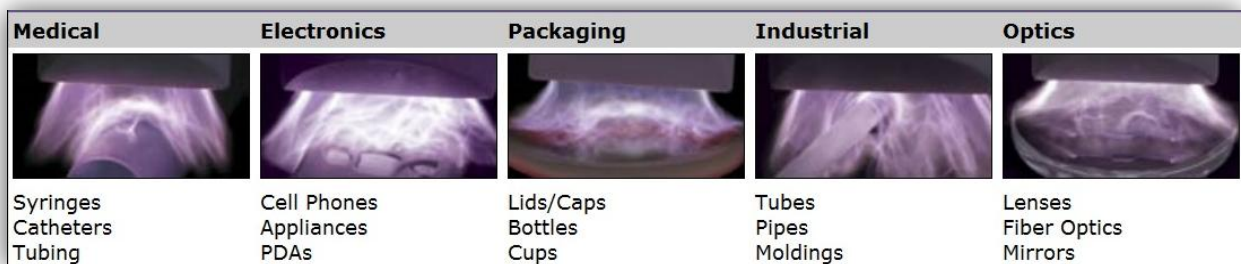 Medical Electronics Packaging Industrial Optics
Syringes Cell Phones Lids/Caps Tubes Lenses
Catheters Appliances Bottles Pipes Fiber Optics
Tubing PDAs Cups Moldings Mirrors